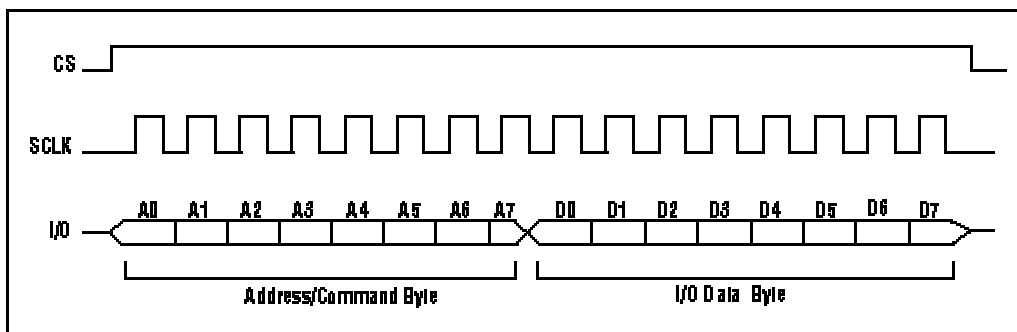 CS
SCLK
I/O
A0 A1 A2 A3 A4 A5 A6 A7 D0 D1 D2 D3 D4 D5 D6 D7
Address/Command Byte
I/O Data Byte